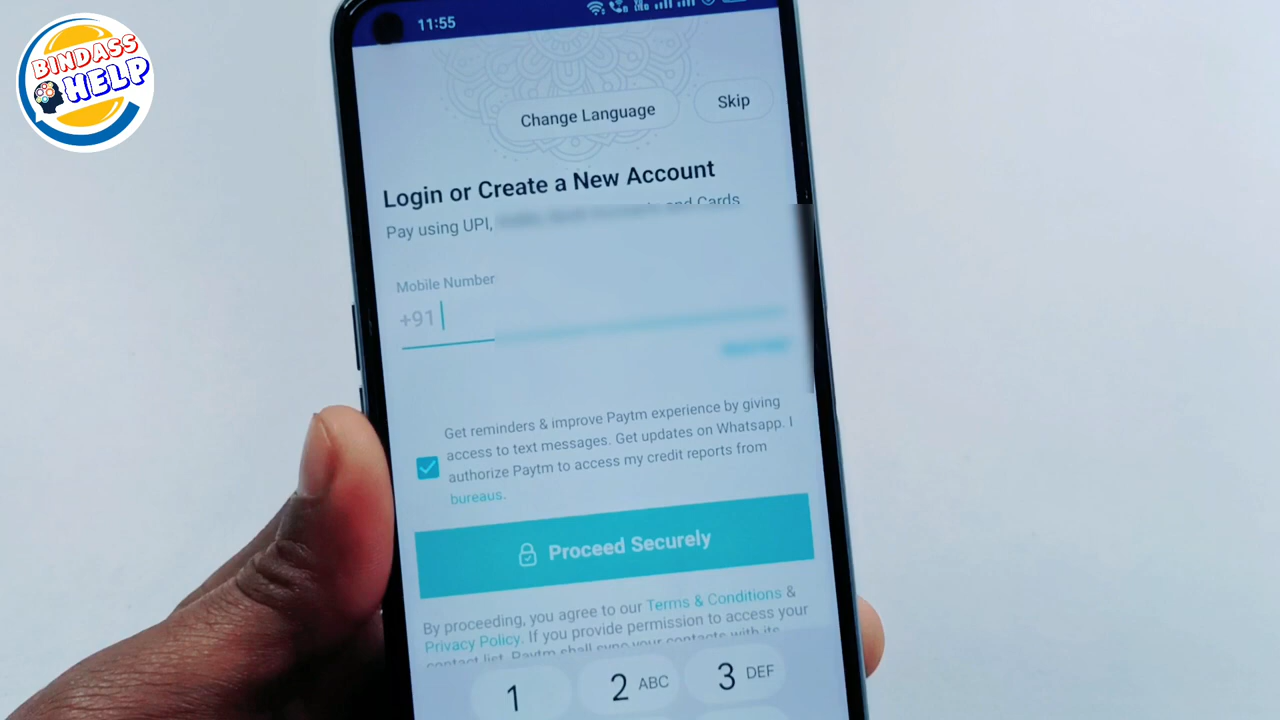 BINDASS
HELP
11:55
Change Language
Skip
Login or Create a New Account
Pay using UPI, and Cards
Mobile Number
+91
Get reminders & improve Paytm experience by giving
access to text messages. Get updates on Whatsapp. I
authorize Paytm to access my credit reports from
bureaus.
Proceed Securely
By proceeding, you agree to our Terms & Conditions &
Privacy Policy. If you provide permission to access your
contact list, Paytm shall sync your contacts with its
1
2 ABC
3 DEF